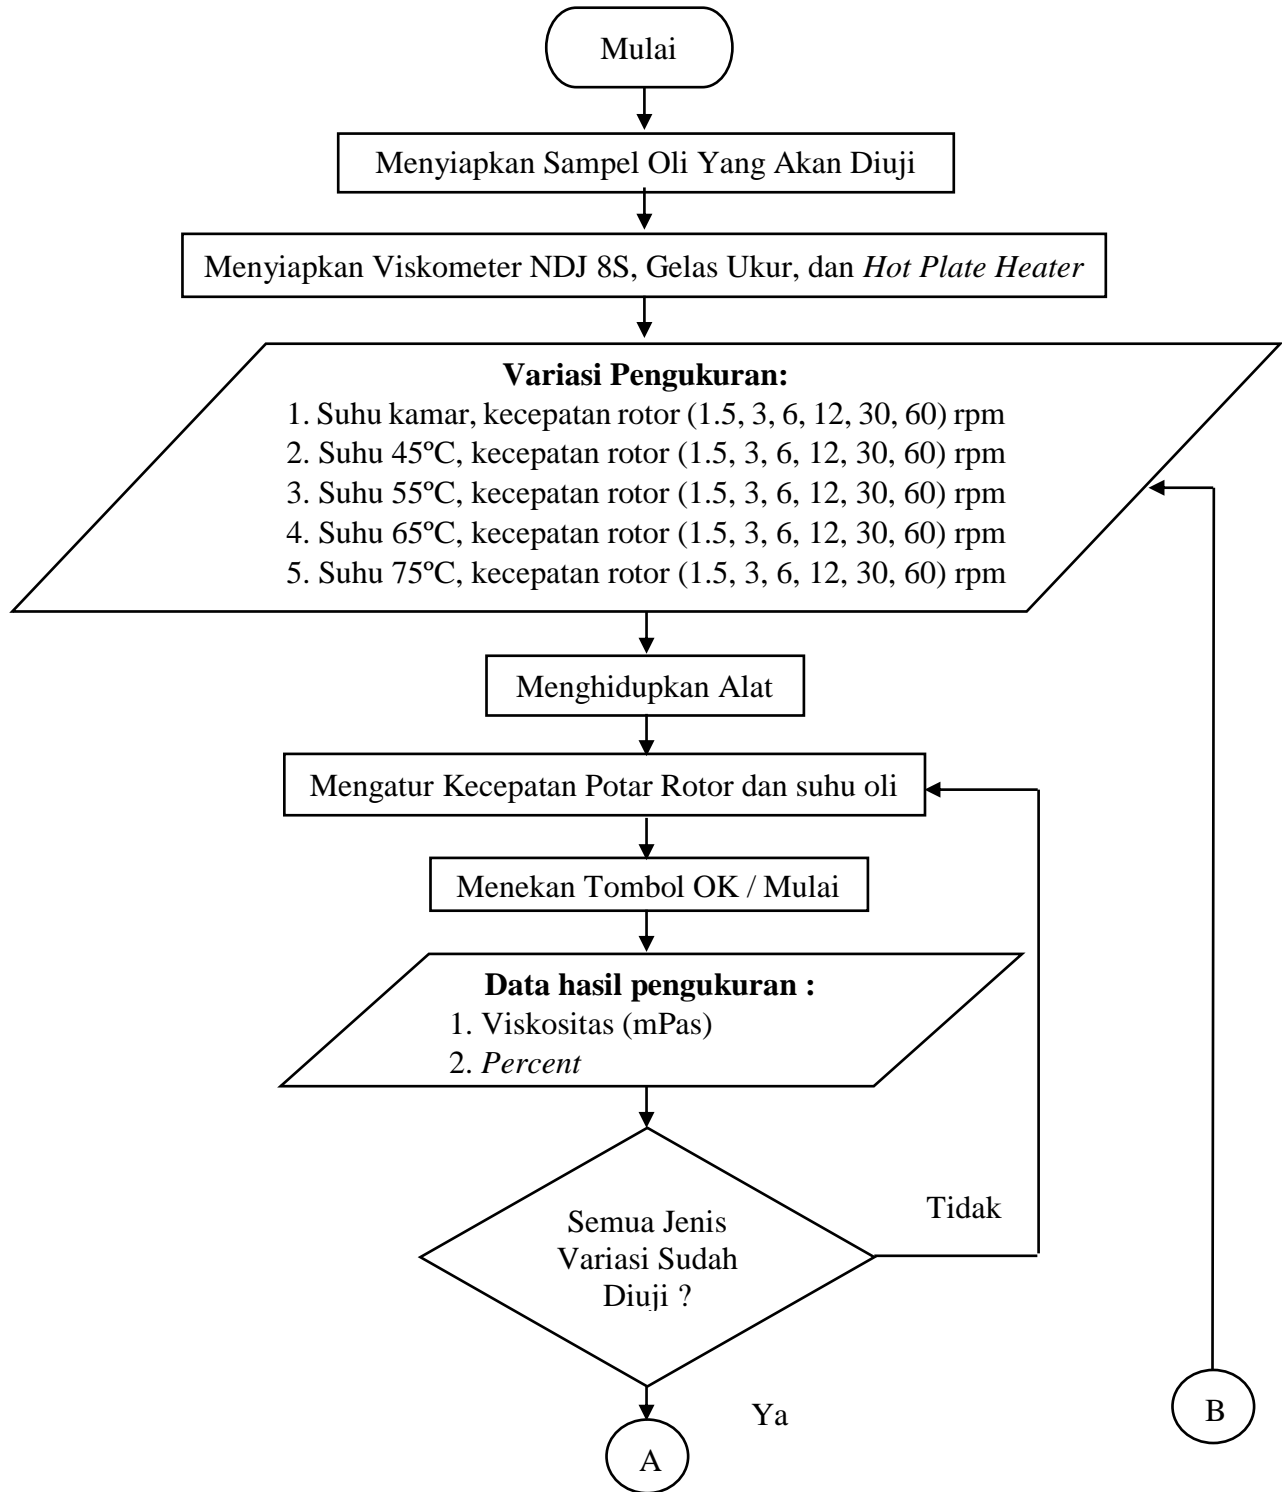 Mulai
Menyiapkan Sampel Oli Yang Akan Diuji
Menyiapkan Viskometer NDJ 8S, Gelas Ukur, dan Hot Plate Heater
Variasi Pengukuran:
1. Suhu kamar, kecepatan rotor (1.5, 3, 6, 12, 30, 60) rpm
2. Suhu 45ºC, kecepatan rotor (1.5, 3, 6, 12, 30, 60) rpm
3. Suhu 55ºC, kecepatan rotor (1.5, 3, 6, 12, 30, 60) rpm
4. Suhu 65ºC, kecepatan rotor (1.5, 3, 6, 12, 30, 60) rpm
5. Suhu 75ºC, kecepatan rotor (1.5, 3, 6, 12, 30, 60) rpm
Menghidupkan Alat
Mengatur Kecepatan Potar Rotor dan suhu oli
Menekan Tombol OK / Mulai
Data hasil pengukuran :
1. Viskositas (mPas)
2. Percent
Semua Jenis
Variasi Sudah
Diuji ?
Tidak
Ya
A
B